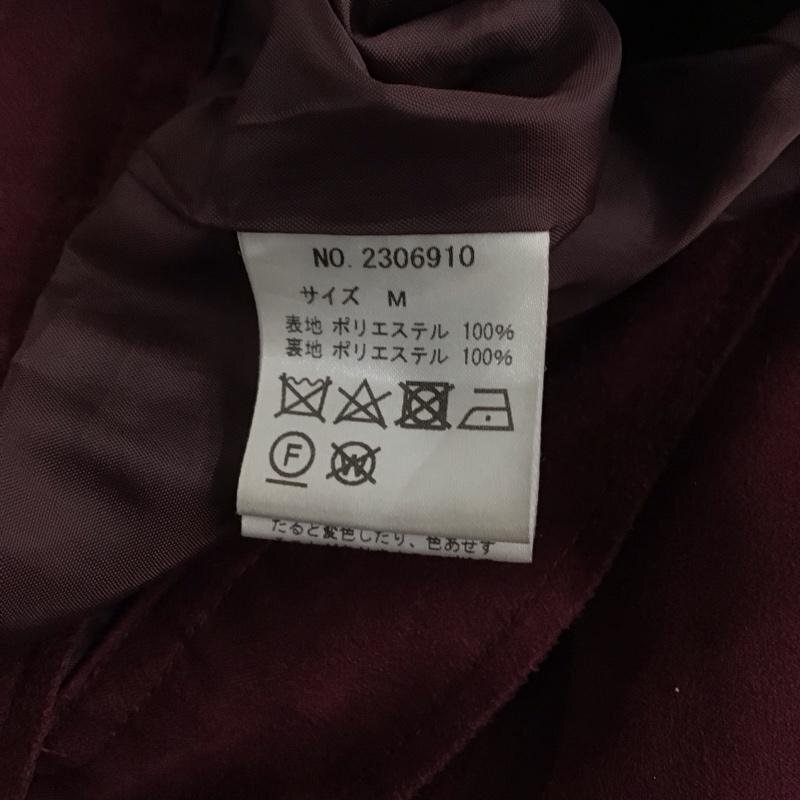 NO. 2306910
サイズ M
表地 ポリエステル 100%
裏地 ポリエステル 100%
F
W
たると変色したり、色あせす